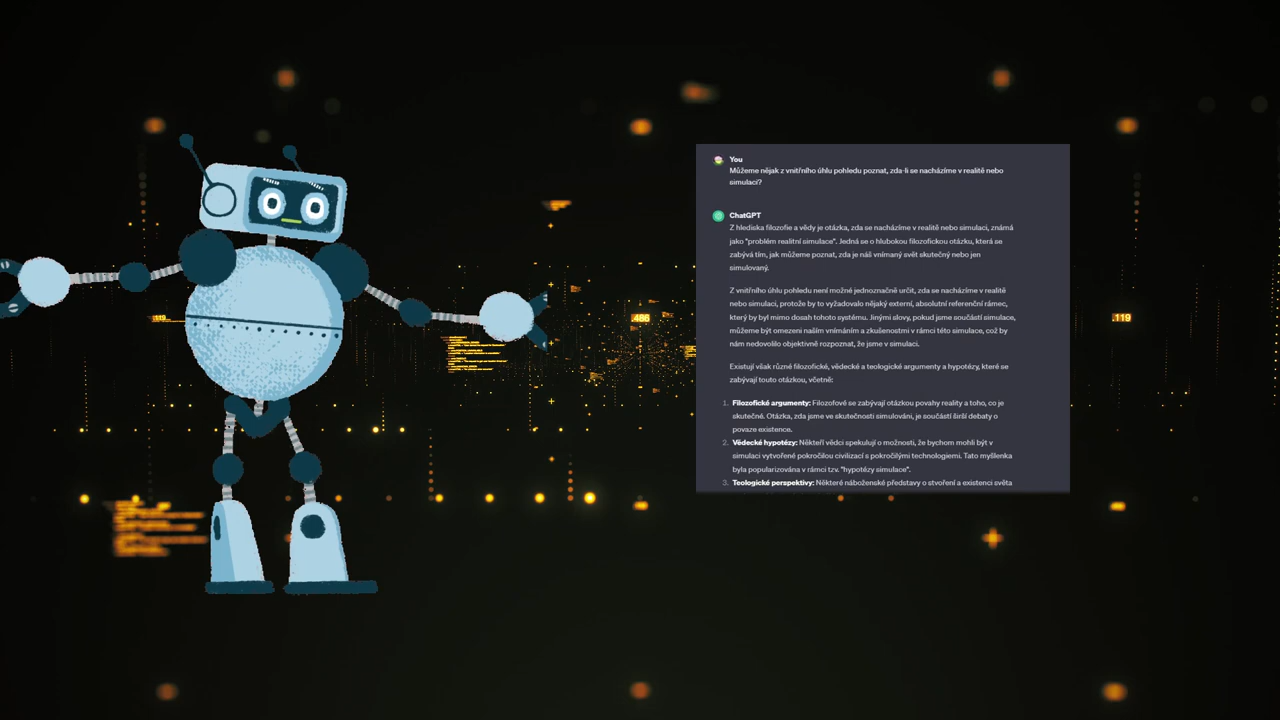 You
Můžeme nějak z vnitřního úhlu pohledu poznat, zda-li se nacházíme v realitě nebo
simulaci?
ChatGPT
Z hlediska filozofie a vědy je otázka, zda se nacházíme v realitě nebo simulaci, známá
jako "problém realitní simulace". Jedná se o hlubokou filozofickou otázku, která se
zabývá tím, jak můžeme poznat, zda je náš vnímaný svět skutečný nebo jen
simulovaný.
Z vnitřního úhlu pohledu není možné jednoznačně určit, zda se nacházíme v realitě
nebo simulaci, protože by to vyžadovalo nějaký externí, absolutní referenční rámec,
který by byl mimo dosah tohoto systému. Jinými slovy, pokud jsme součástí simulace,
můžeme být omezeni naším vnímáním a zkušenostmi v rámci této simulace, což by
nám nedovolilo objektivně rozpoznat, že jsme v simulaci.
Existují však různé filozofické, vědecké a teologické argumenty a hypotézy, které se
zabývají touto otázkou, včetně:
1. Filozofické argumenty: Filozofové se zabývají otázkou povahy reality a toho, co je
skutečné. Otázka, zda jsme ve skutečnosti simulováni, je součástí širší debaty o
povaze existence.
2. Vědecké hypotézy: Někteří vědci spekulují o možnosti, že bychom mohli být v
simulaci vytvořené pokročilou civilizací s pokročilými technologiemi. Tato myšlenka
byla popularizována v rámci tzv. "hypotézy simulace".
3. Teologické perspektivy: Některé náboženské představy o stvoření a existenci světa
.119
.486
.119